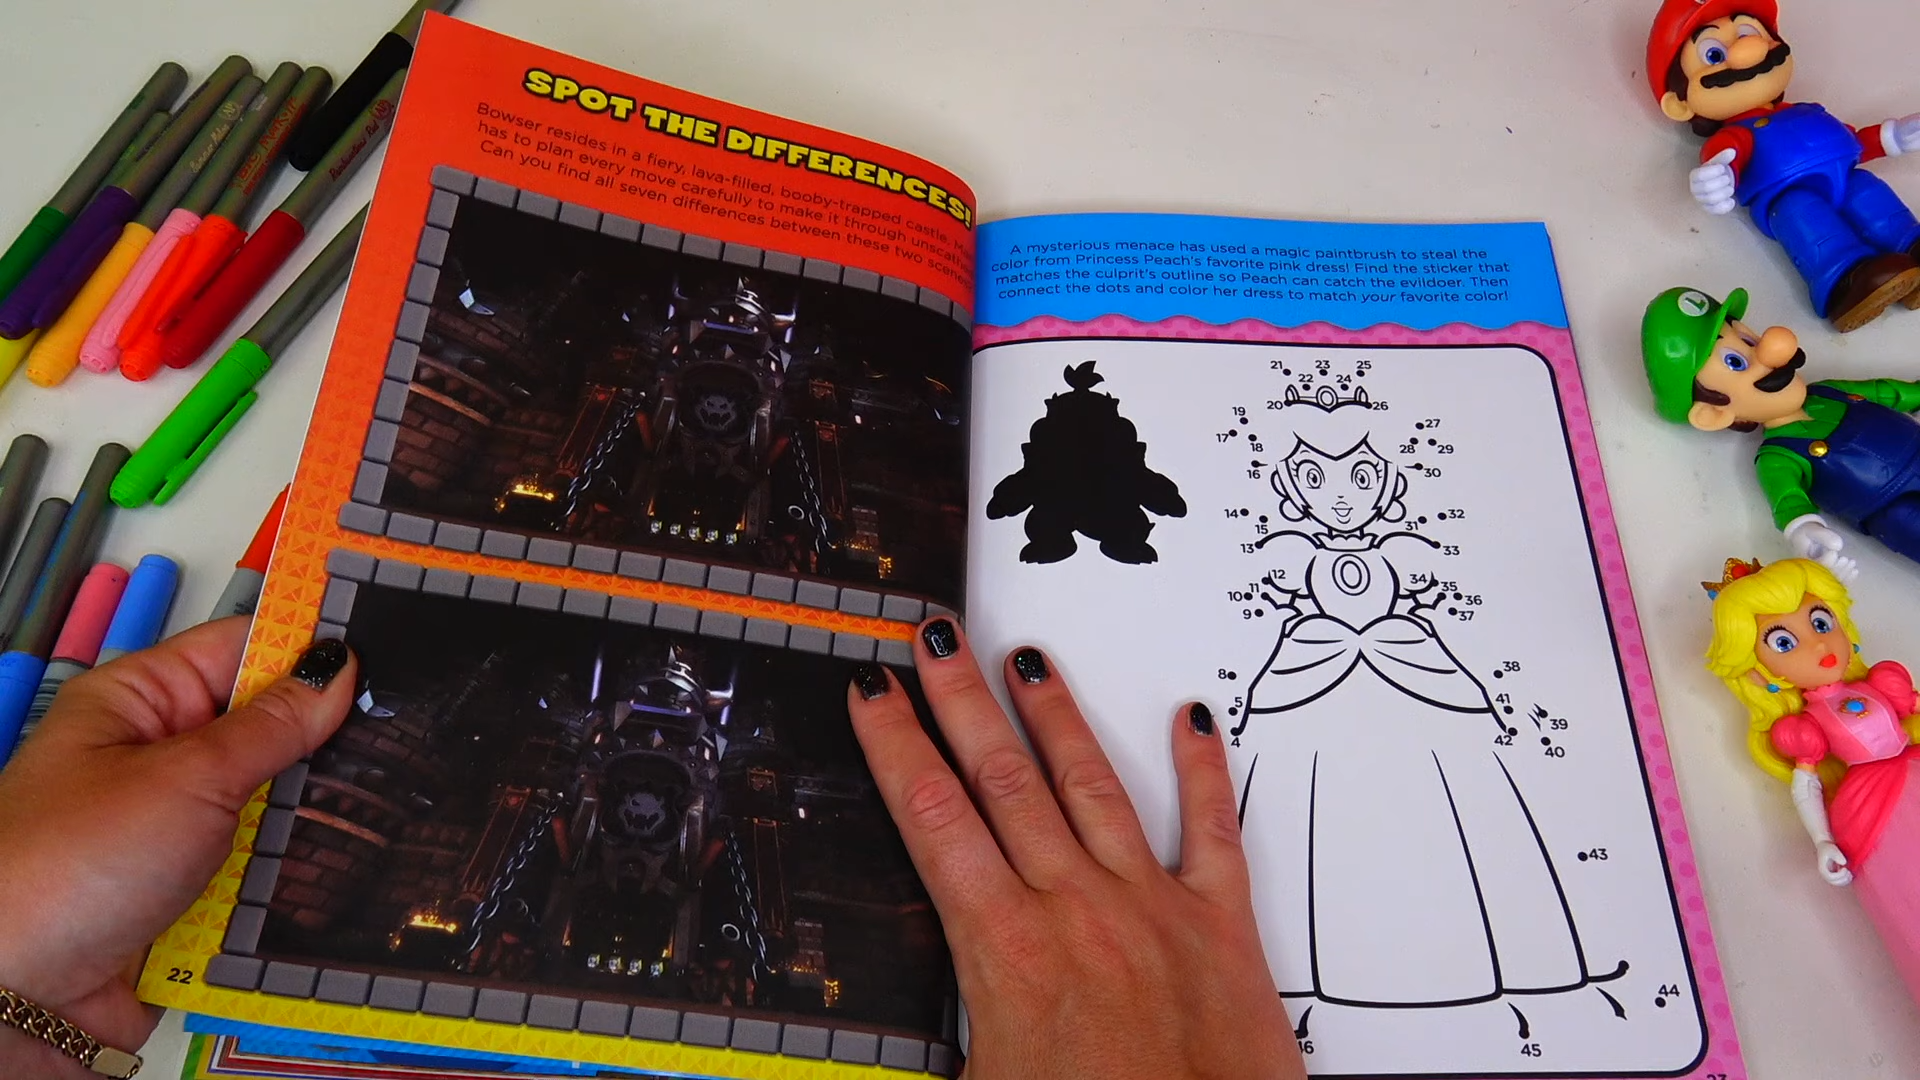 SPOT THE DIFFERENCES!
Bowser resides in a fiery, lava-filled, booby-trapped castle.
has to plan every move carefully to make it through
Can you find all seven differences between these two
22
A mysterious menace has used a magic paintbrush to steal the
color from Princess Peach's favorite pink dress! Find the sticker that
matches the culprit's outline so Peach can catch the evildoer. Then
connect the dots and color her dress to match your favorite color!
21 23 25
22 24
20 26
19 27
17 18 28 29
16 30
14 15 31 32
13 33
12 34 35
11 36
10 37
9
8 38
5 41
39
4 42 40
43
44
45
L